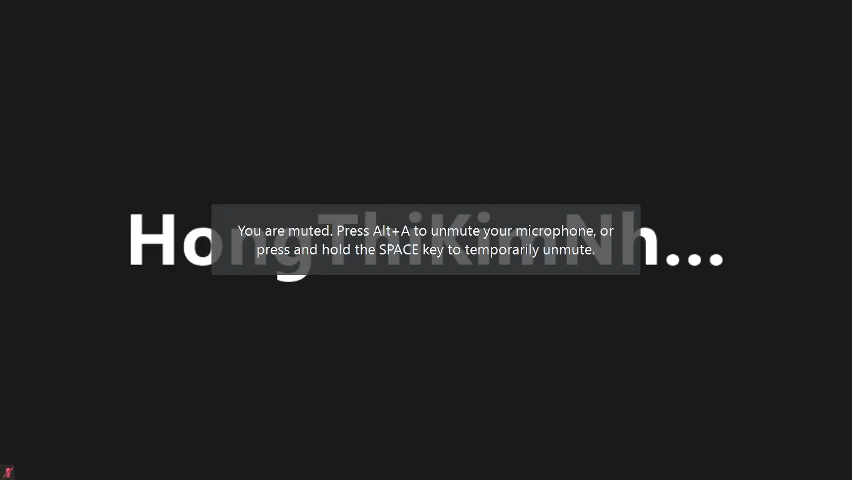 HongThiKimNh...
You are muted. Press Alt+A to unmute your microphone, or
press and hold the SPACE key to temporarily unmute.